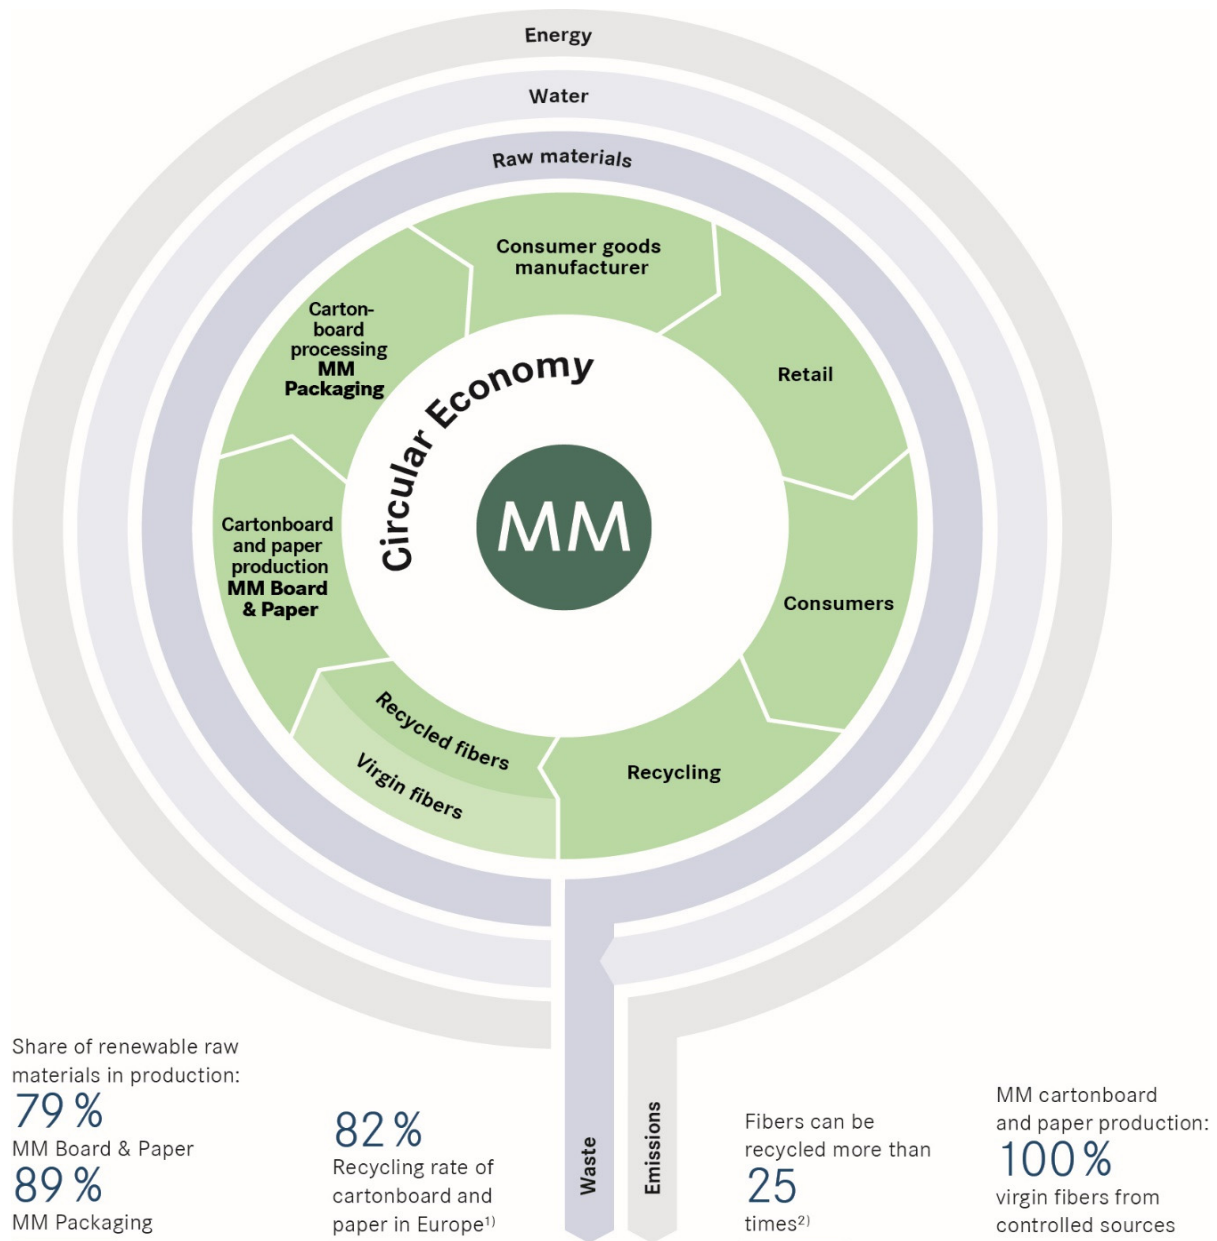 Energy
Water
Raw materials
Consumer goods
manufacturer
Carton-
board
processing
MM
Packaging
Retail
Circular Economy
MM
Cartonboard
and paper
production
MM Board
& Paper
Consumers
Recycled fibers
Virgin fibers
Recycling
Waste
Emissions
Share of renewable raw
materials in production:
79 %
MM Board & Paper
89 %
MM Packaging
82 %
Recycling rate of
cartonboard and
paper in Europe¹⁾
Fibers can be
recycled more than
25
times²⁾
MM cartonboard
and paper production:
100 %
virgin fibers from
controlled sources